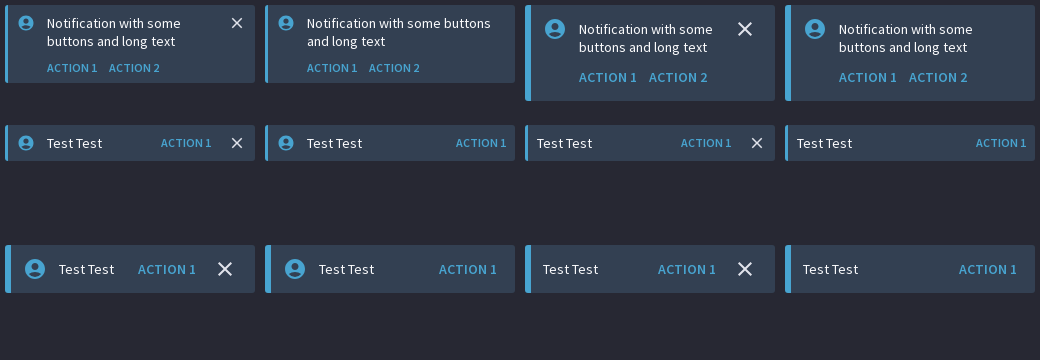 Notification with some
buttons and long text
ACTION 1 ACTION 2
Notification with some buttons
and long text
ACTION 1 ACTION 2
Notification with some
buttons and long text
ACTION 1 ACTION 2
Notification with some
buttons and long text
ACTION 1 ACTION 2
Test Test ACTION 1
Test Test ACTION 1
Test Test ACTION 1
Test Test ACTION 1
Test Test ACTION 1
Test Test ACTION 1
Test Test ACTION 1
Test Test ACTION 1